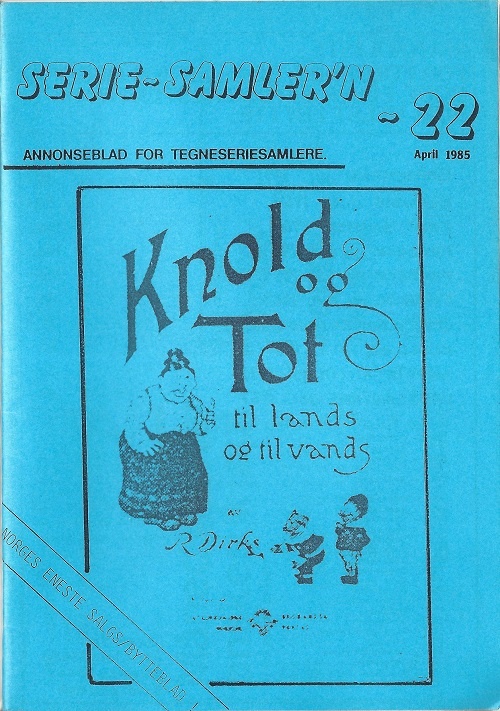 SERIE-SAMLER'N
-22
ANNONSEBLAD FOR TEGNESERIESAMLERE.
April 1985
Knold
og
Tot
til lands
og til vands
av
R Dirks
NORGES ENESTE SALGS/BYTTEBLAD !